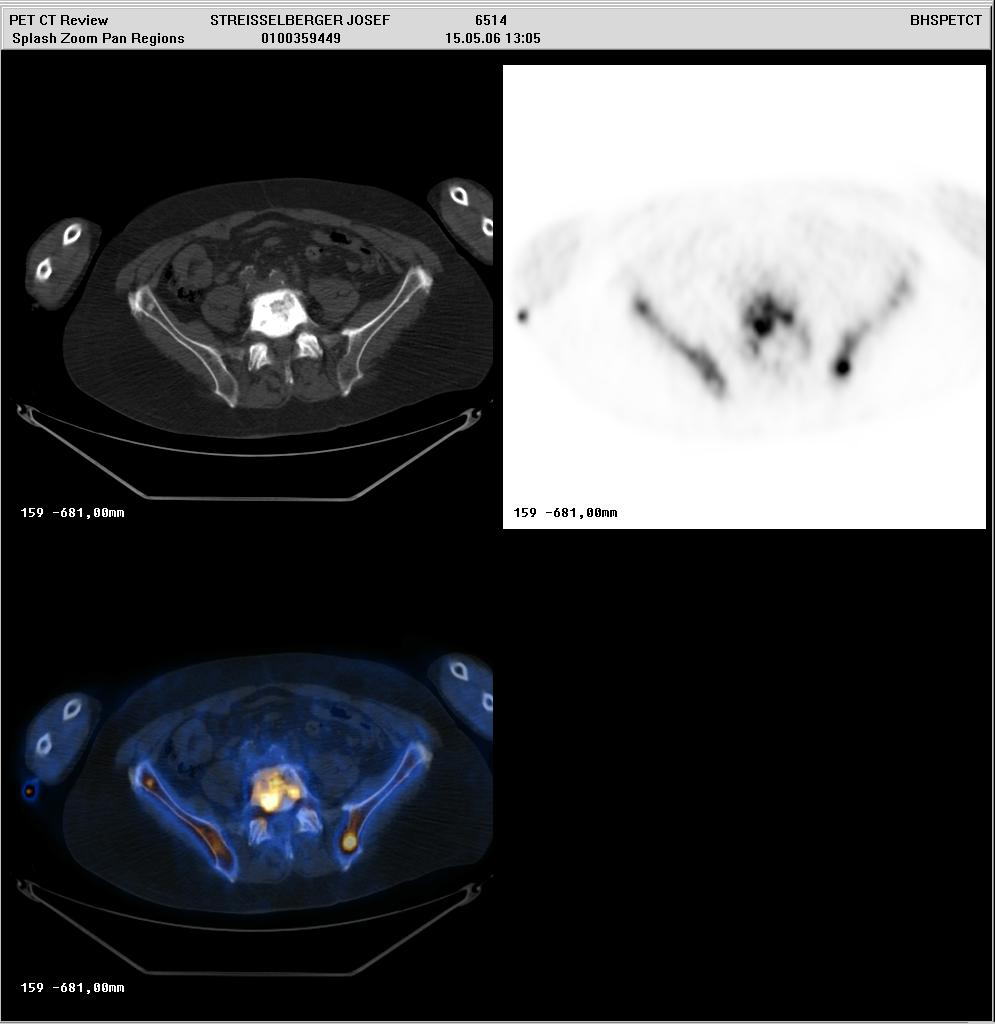 PET CT Review STREISSELBERGER JOSEF 6514 BHSPETCT
Splash Zoom Pan Regions 0100359449 15.05.06 13:05
159 -681,00mm
159 -681,00mm
159 -681,00mm